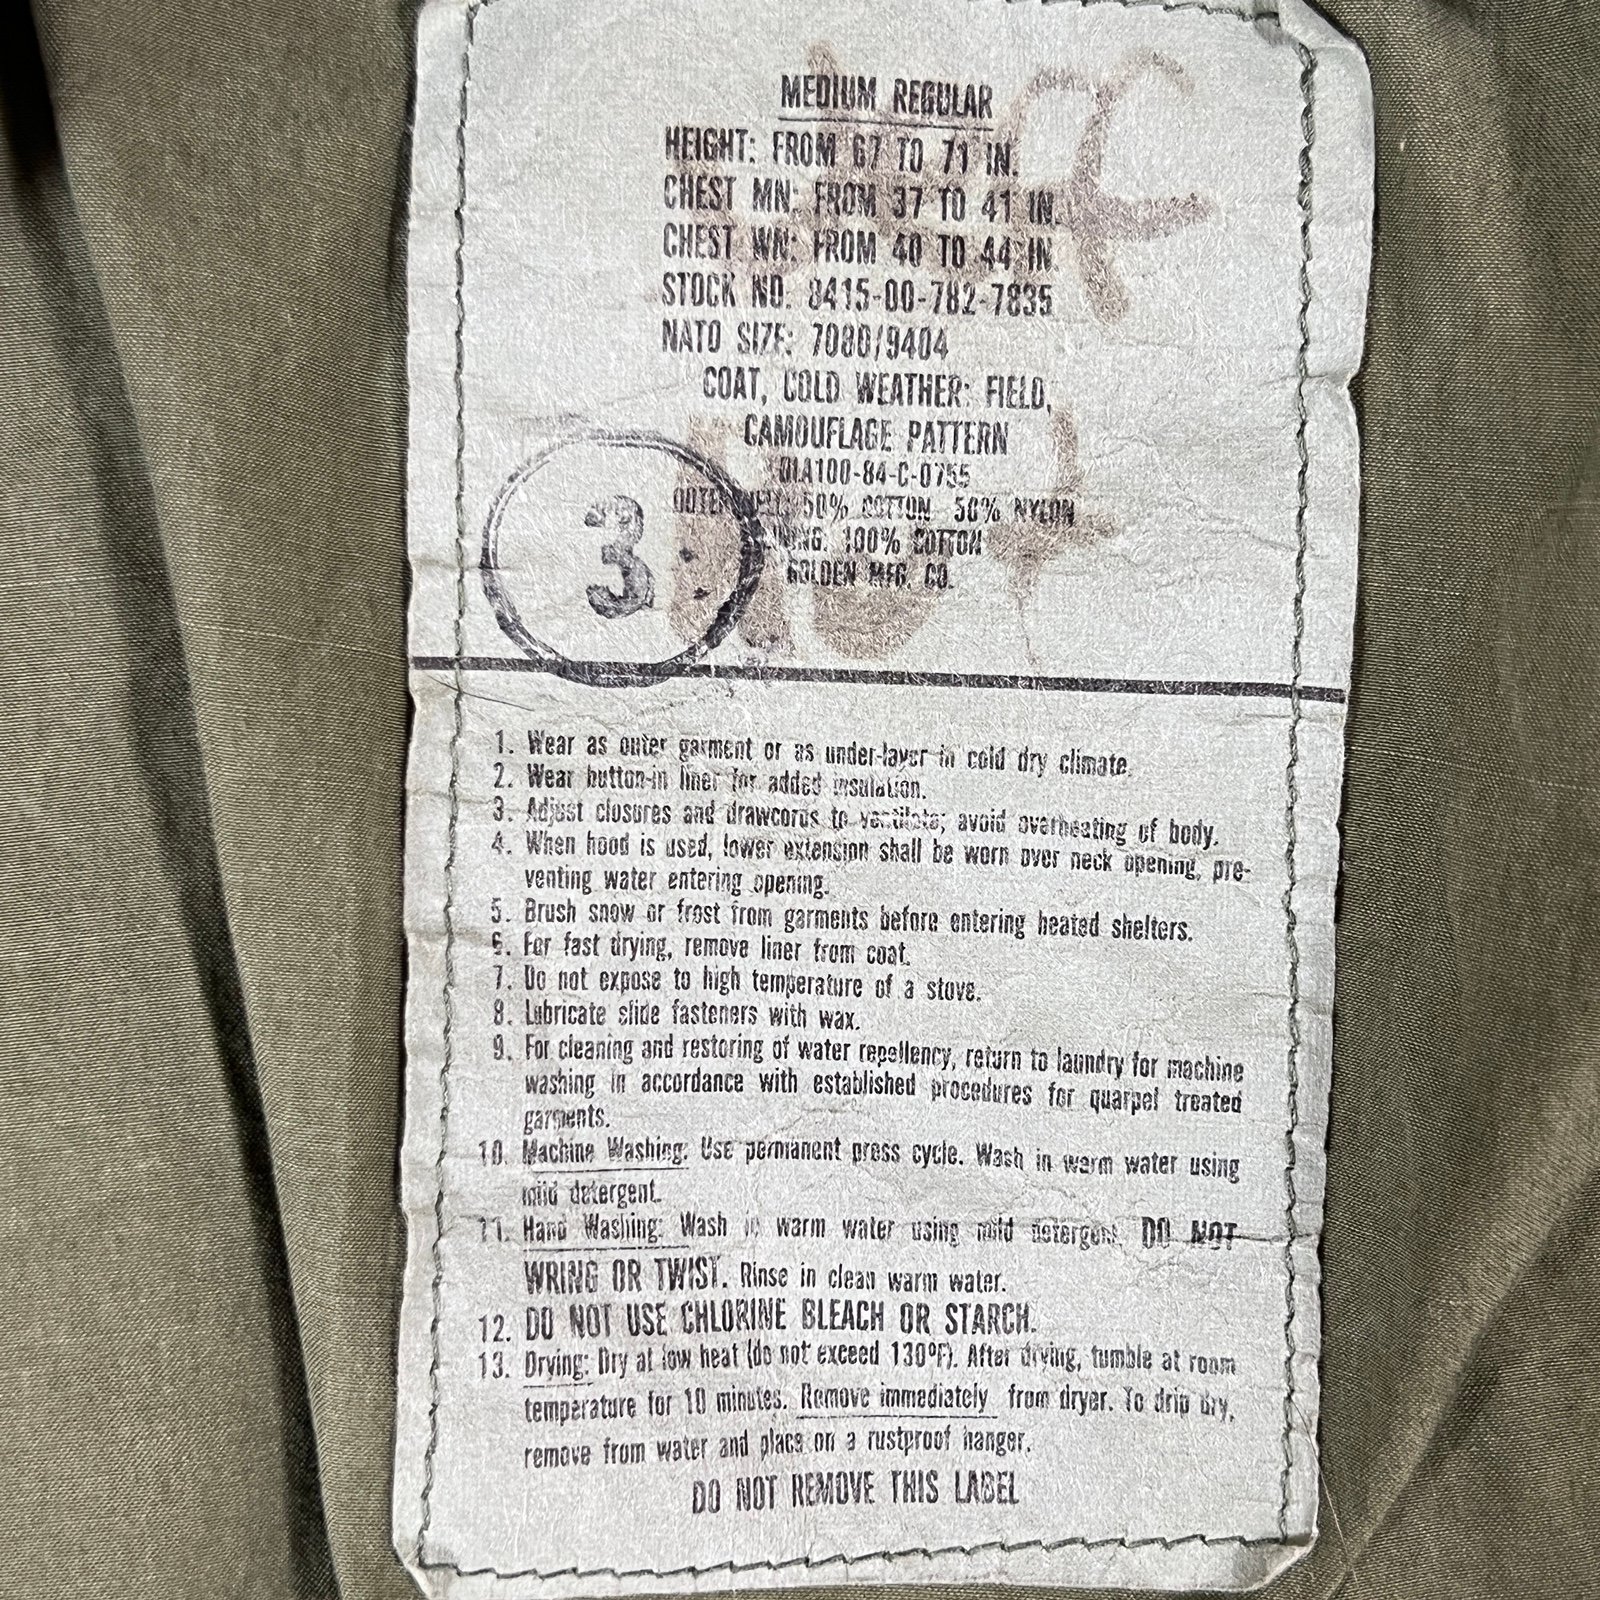 MEDIUM REGULAR
HEIGHT: FROM 67 TO 71 IN.
CHEST MN: FROM 37 TO 41 IN.
CHEST WN: FROM 40 TO 44 IN.
STOCK NO. 8415-00-782-7835
NATO SIZE: 7080/9404
COAT, COLD WEATHER: FIELD,
CAMOUFLAGE PATTERN
DLA100-84-C-0755
50% COTTON 50% NYLON
3
LINING: 100% COTTON
GOLDEN MFG. CO.
1. Wear as outer garment or as under-layer in cold dry climate.
2. Wear button-in liner for added insulation.
3. Adjust closures and drawcords to ventilate; avoid overheating of body.
4. When hood is used, lower extension shall be worn over neck opening, pre-
venting water entering opening.
5. Brush snow or frost from garments before entering heated shelters.
6. For fast drying, remove liner from coat.
7. Do not expose to high temperature of a stove.
8. Lubricate slide fasteners with wax.
9. For cleaning and restoring of water repellency, return to laundry for machine
washing in accordance with established procedures for quarpel treated
garments.
10. Machine Washing: Use permanent press cycle. Wash in warm water using
mild detergent.
11. Hand Washing: Wash in warm water using mild detergent. DO NOT
WRING OR TWIST. Rinse in clean warm water.
12. DO NOT USE CHLORINE BLEACH OR STARCH.
13. Drying: Dry at low heat (do not exceed 130°F). After drying, tumble at room
temperature for 10 minutes. Remove immediately from dryer. To drip dry,
remove from water and place on a rustproof hanger.
DO NOT REMOVE THIS LABEL